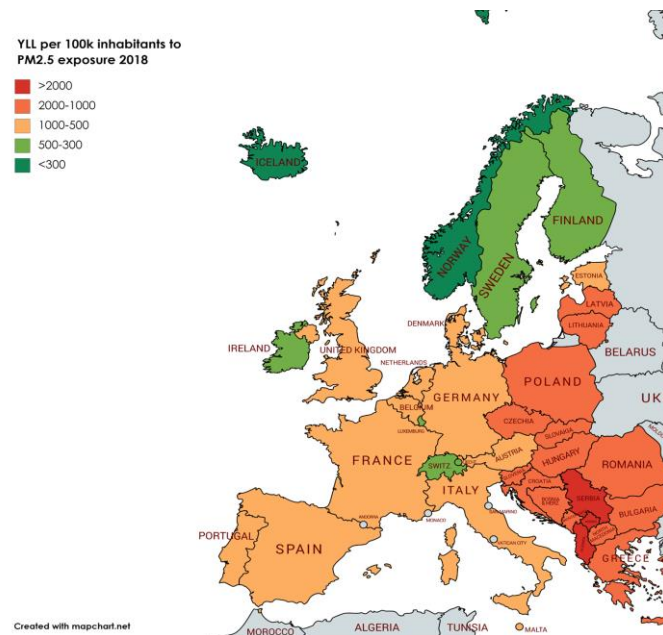 YLL per 100k inhabitants to
PM2.5 exposure 2018
>2000
2000-1000
1000-500
500-300
<300
ICELAND
FINLAND
NORWAY
SWEDEN
ESTONIA
LATVIA
LITHUANIA
DENMARK
IRELAND
UNITED KINGDOM
NETHERLANDS
BELARUS
POLAND
GERMANY
BELGIUM
UK
LUXEMBURG
CZECHIA
SLOVAKIA
FRANCE
SWITZ
AUSTRIA
HUNGARY
ROMANIA
ITALY
CROATIA
SERBIA
BULGARIA
ANDORRA
MONACO
PORTUGAL
SPAIN
VATICAN CITY
GREECE
MALTA
Created with mapchart.net
MOROCCO
ALGERIA
TUNISIA